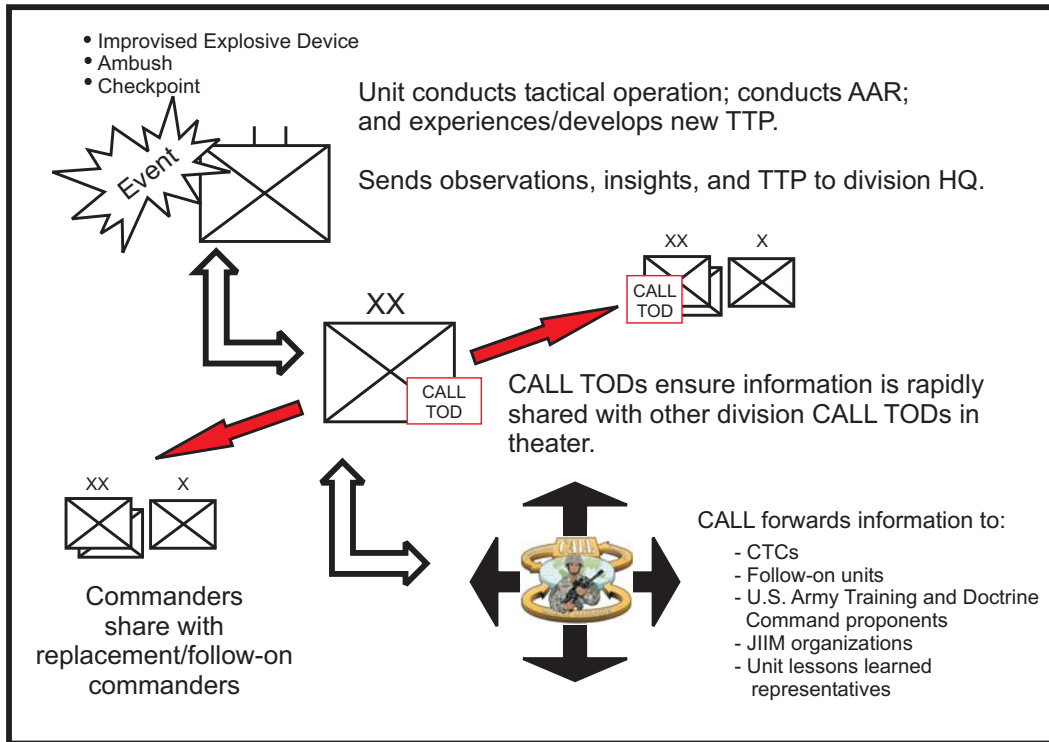 • Improvised Explosive Device
• Ambush
• Checkpoint
Event
Unit conducts tactical operation; conducts AAR;
and experiences/develops new TTP.
Sends observations, insights, and TTP to division HQ.
XX
X
CALL
TOD
XX
CALL
TOD
CALL TODs ensure information is rapidly
shared with other division CALL TODs in
theater.
XX
X
Commanders
share with
replacement/follow-on
commanders
CALL
CALL forwards information to:
- CTCs
- Follow-on units
- U.S. Army Training and Doctrine
Command proponents
- JIIM organizations
- Unit lessons learned
representatives